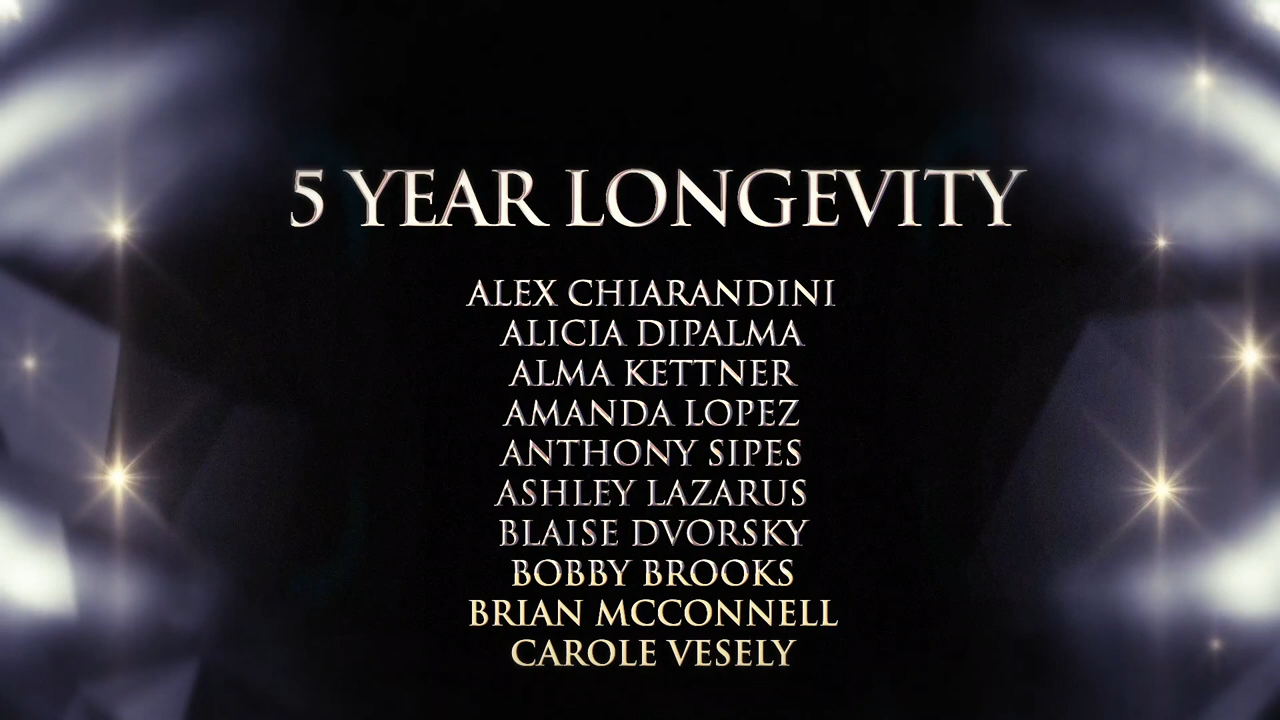 5 YEAR LONGEVITY
ALEX CHIARANDINI
ALICIA DIPALMA
ALMA KETTNER
AMANDA LOPEZ
ANTHONY SIPES
ASHLEY LAZARUS
BLAISE DVORSKY
BOBBY BROOKS
BRIAN MCCONNELL
CAROLE VESELY